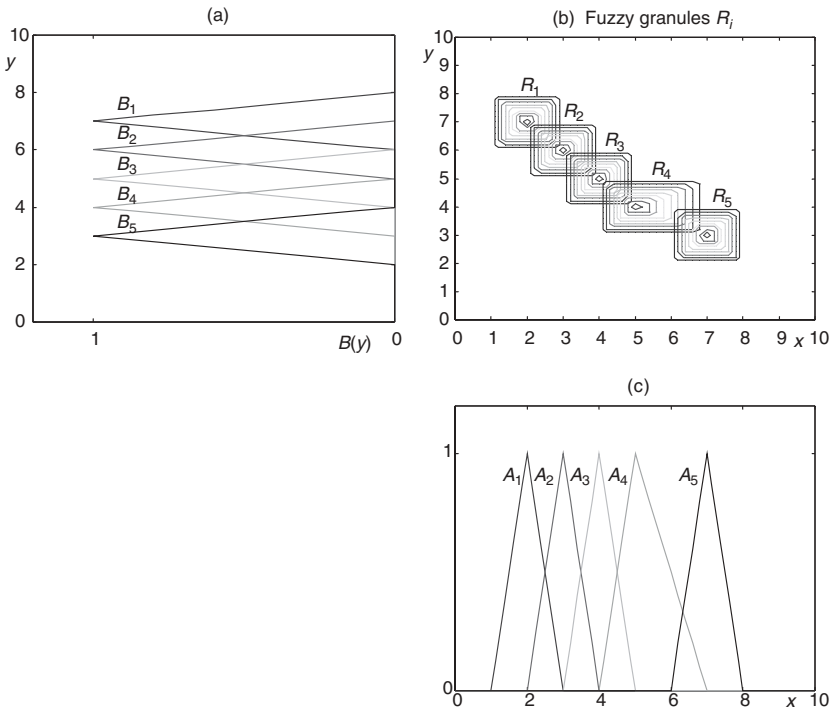 (a)
10
y
8
6
4
2
0
B₁
B₂
B₃
B₄
B₅
1
B(y)
0
(b) Fuzzy granules Rᵢ
10
y
9
8
7
6
5
4
3
2
1
0
R₁
R₂
R₃
R₄
R₅
0 1 2 3 4 5 6 7 8 9 x 10
(c)
1
A₁ A₂ A₃ A₄ A₅
0
0 2 4 6 8 x 10